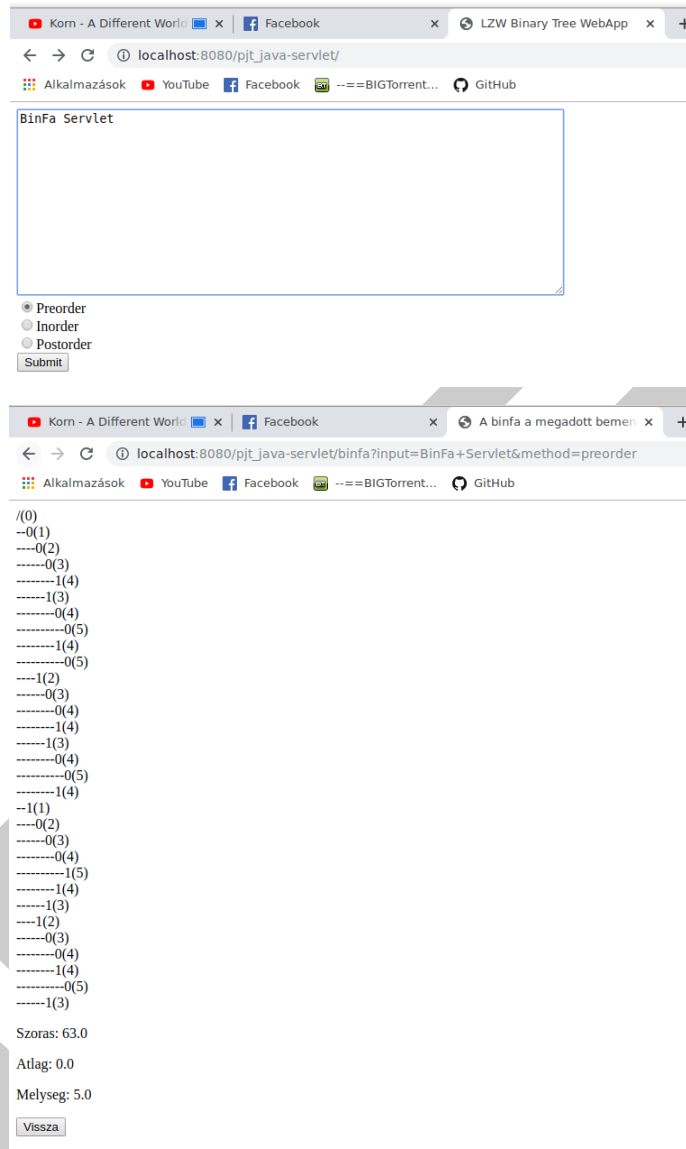 Korn - A Different World
Facebook
LZW Binary Tree WebApp
localhost:8080/pjt_java-servlet/
Alkalmazások YouTube Facebook --==BIGTorrent... GitHub
BinFa Servlet
Preorder
Inorder
Postorder
Submit
Korn - A Different World
Facebook
A binfa a megadott bemen
localhost:8080/pjt_java-servlet/binfa?input=BinFa+Servlet&method=preorder
Alkalmazások YouTube Facebook --==BIGTorrent... GitHub
/(0)
--0(1)
----0(2)
------0(3)
--------1(4)
------1(3)
--------0(4)
----------0(5)
--------1(4)
----------0(5)
----1(2)
------0(3)
--------0(4)
--------1(4)
------1(3)
--------0(4)
----------0(5)
--------1(4)
--1(1)
----0(2)
------0(3)
--------0(4)
----------1(5)
--------1(4)
------1(3)
----1(2)
------0(3)
--------0(4)
--------1(4)
----------0(5)
------1(3)
Szoras: 63.0
Atlag: 0.0
Melyseg: 5.0
Vissza